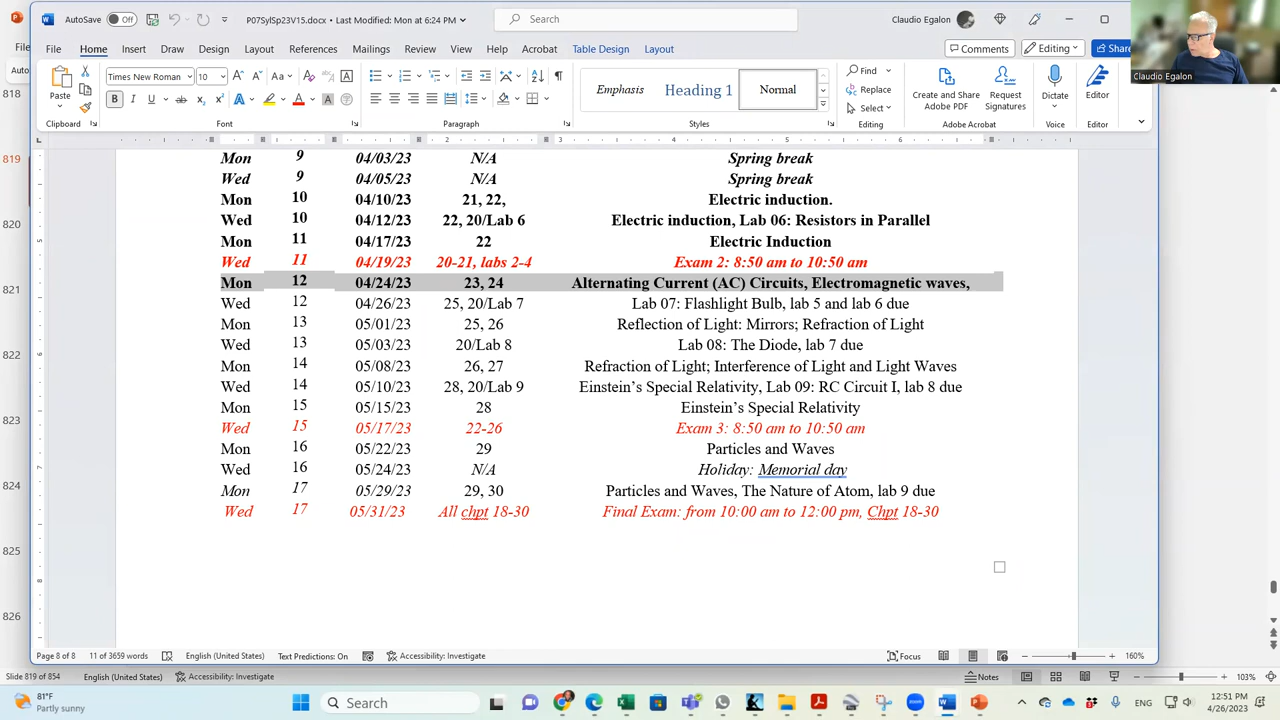 AutoSave Off P07SylSp23V15.docx • Last Modified: Mon at 6:24 PM Search Claudio Egalon
File Home Insert Draw Design Layout References Mailings Review View Help Acrobat Table Design Layout Comments Editing Share
Claudio Egalon
Times New Roman 10 Emphasis Heading 1 Normal Find Replace Select
Paste Create and Share Adobe PDF Request Signatures Dictate Editor
Clipboard Font Paragraph Styles Editing Adobe Acrobat Voice Editor
Mon 9 04/03/23 N/A Spring break
Wed 9 04/05/23 N/A Spring break
Mon 10 04/10/23 21, 22, Electric induction.
Wed 10 04/12/23 22, 20/Lab 6 Electric induction, Lab 06: Resistors in Parallel
Mon 11 04/17/23 22 Electric Induction
Wed 11 04/19/23 20-21, labs 2-4 Exam 2: 8:50 am to 10:50 am
Mon 12 04/24/23 23, 24 Alternating Current (AC) Circuits, Electromagnetic waves,
Wed 12 04/26/23 25, 20/Lab 7 Lab 07: Flashlight Bulb, lab 5 and lab 6 due
Mon 13 05/01/23 25, 26 Reflection of Light: Mirrors; Refraction of Light
Wed 13 05/03/23 20/Lab 8 Lab 08: The Diode, lab 7 due
Mon 14 05/08/23 26, 27 Refraction of Light; Interference of Light and Light Waves
Wed 14 05/10/23 28, 20/Lab 9 Einstein's Special Relativity, Lab 09: RC Circuit I, lab 8 due
Mon 15 05/15/23 28 Einstein's Special Relativity
Wed 15 05/17/23 22-26 Exam 3: 8:50 am to 10:50 am
Mon 16 05/22/23 29 Particles and Waves
Wed 16 05/24/23 N/A Holiday: Memorial day
Mon 17 05/29/23 29, 30 Particles and Waves, The Nature of Atom, lab 9 due
Wed 17 05/31/23 All chpt 18-30 Final Exam: from 10:00 am to 12:00 pm, Chpt 18-30
818
819
820
821
822
823
824
825
826
Page 8 of 8 11 of 3659 words English (United States) Text Predictions: On Accessibility: Investigate Focus 160%
Slide 819 of 854 English (United States) Accessibility: Investigate Notes 103%
81°F
Partly sunny
Search
ENG
12:51 PM
4/26/2023